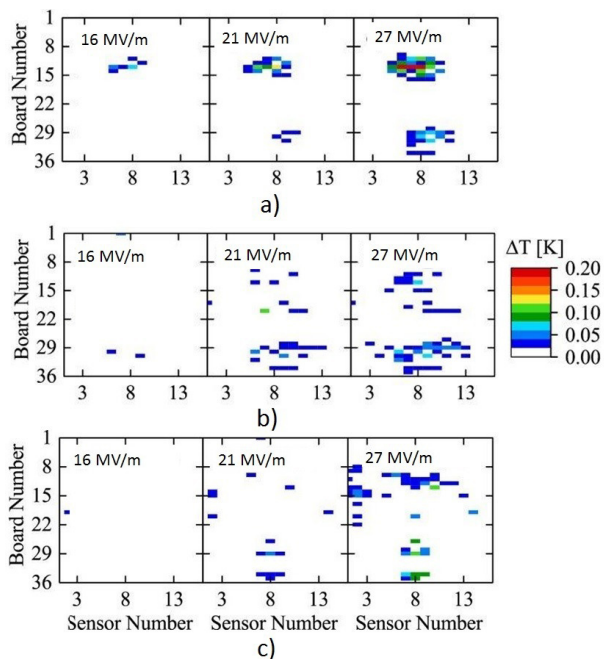 16 MV/m 21 MV/m 27 MV/m
Board Number
1
8
15
22
29
36
3 8 13 3 8 13 3 8 13
a)
16 MV/m 21 MV/m 27 MV/m
Board Number
1
8
15
22
29
36
3 8 13 3 8 13 3 8 13
b)
ΔT [K]
0.20
0.15
0.10
0.05
0.00
16 MV/m 21 MV/m 27 MV/m
Board Number
1
8
15
22
29
36
3 8 13 3 8 13 3 8 13
Sensor Number Sensor Number Sensor Number
c)